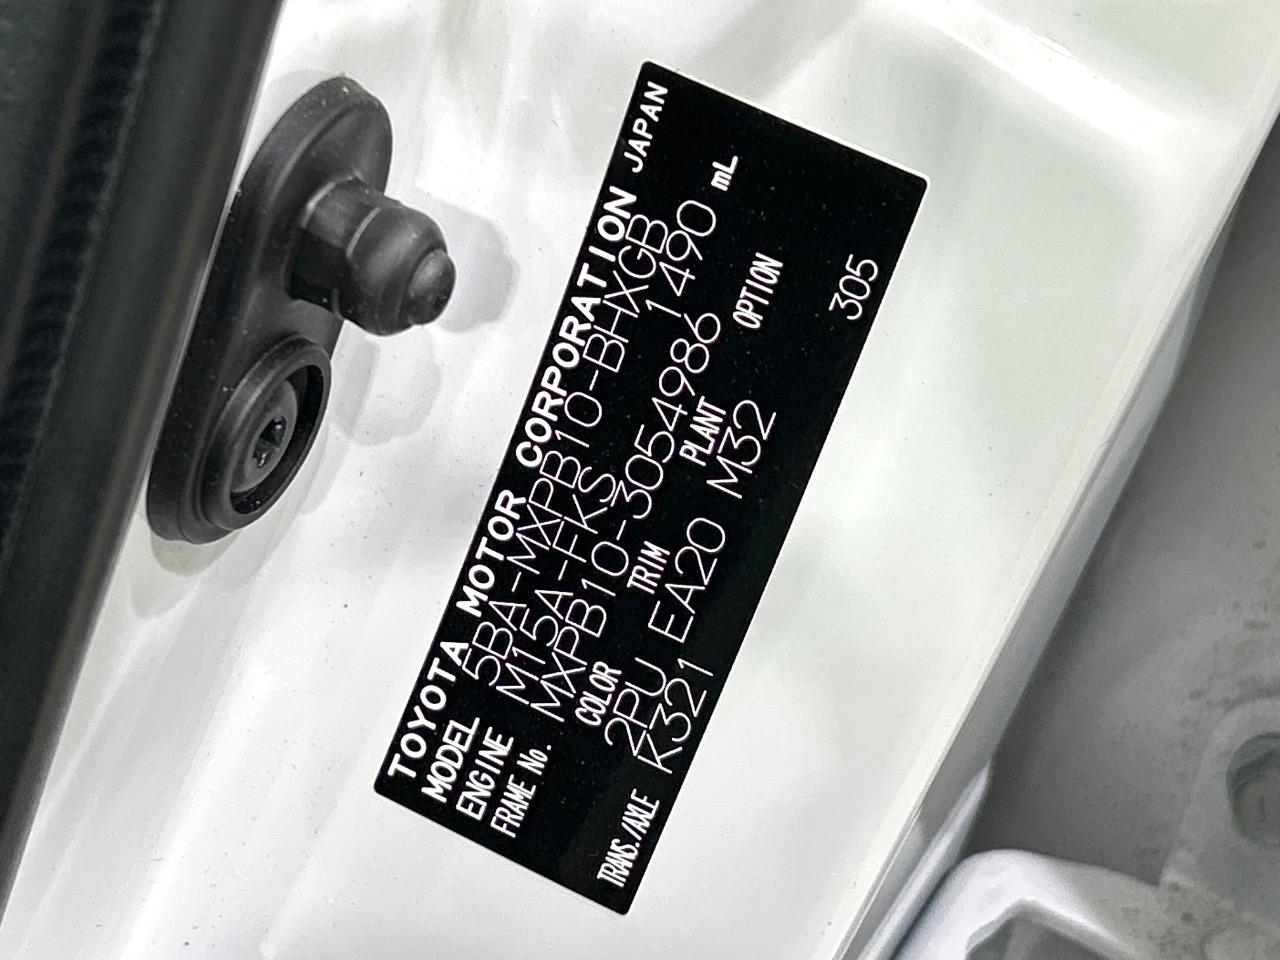 TOYOTA MOTOR CORPORATION JAPAN
MODEL 5BA-MXPB10-BHXGB
ENGINE M15A-FKS 1490 mL
FRAME No. MXPB10-3054986
COLOR TRIM PLANT OPTION
2PU EA20 M32
TRANS./AXLE K321 305